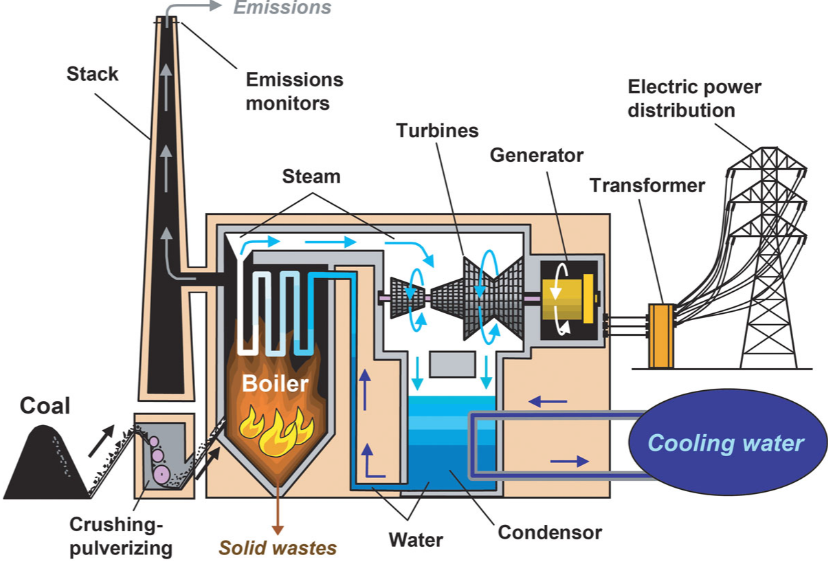 Emissions
Stack
Emissions
monitors
Electric power
distribution
Turbines
Generator
Steam
Transformer
Boiler
Coal
Cooling water
Crushing-
pulverizing
Solid wastes
Water
Condensor